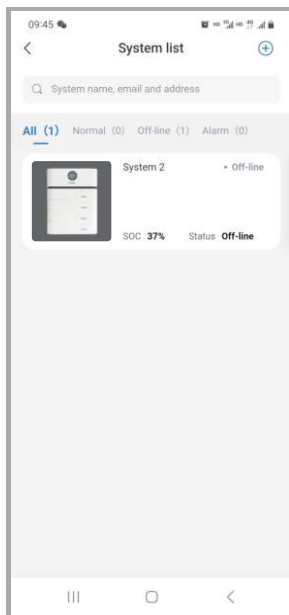 09:45
System list
System name, email and address
All (1) Normal (0) Off-line (1) Alarm (0)
System 2 • Off-line
SOC 37% Status Off-line